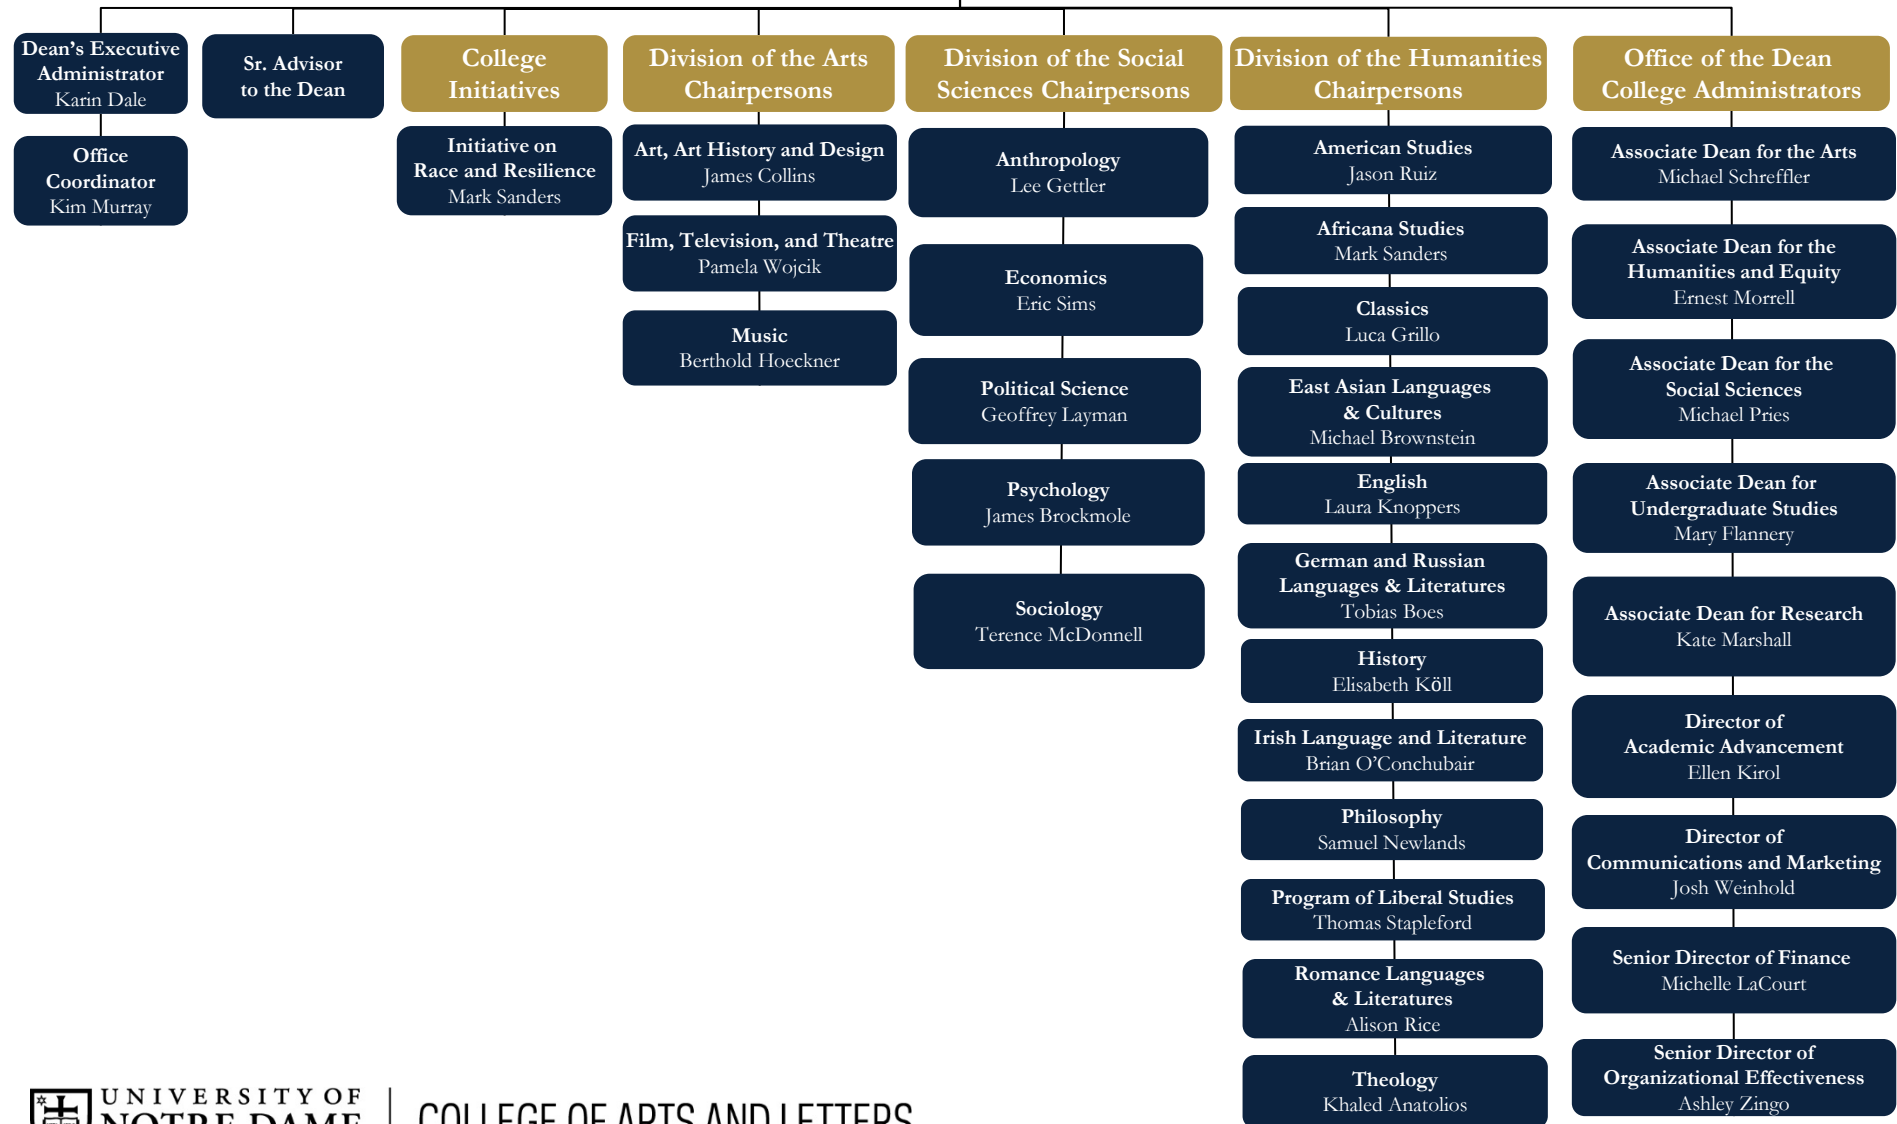 Dean's Executive
Administrator
Karin Dale
Office
Coordinator
Kim Murray
Sr. Advisor
to the Dean
College
Initiatives
Initiative on
Race and Resilience
Mark Sanders
Division of the Arts
Chairpersons
Art, Art History and Design
James Collins
Film, Television, and Theatre
Pamela Wojcik
Music
Berthold Hoeckner
Division of the Social
Sciences Chairpersons
Anthropology
Lee Gettler
Economics
Eric Sims
Political Science
Geoffrey Layman
Psychology
James Brockmole
Sociology
Terence McDonnell
Division of the Humanities
Chairpersons
American Studies
Jason Ruiz
Africana Studies
Mark Sanders
Classics
Luca Grillo
East Asian Languages
& Cultures
Michael Brownstein
English
Laura Knoppers
German and Russian
Languages & Literatures
Tobias Boes
History
Elisabeth Köll
Irish Language and Literature
Brian O'Conchubair
Philosophy
Samuel Newlands
Program of Liberal Studies
Thomas Stapleford
Romance Languages
& Literatures
Alison Rice
Theology
Khaled Anatolios
Office of the Dean
College Administrators
Associate Dean for the Arts
Michael Schreffler
Associate Dean for the
Humanities and Equity
Ernest Morrell
Associate Dean for the
Social Sciences
Michael Pries
Associate Dean for
Undergraduate Studies
Mary Flannery
Associate Dean for Research
Kate Marshall
Director of
Academic Advancement
Ellen Kirol
Director of
Communications and Marketing
Josh Weinhold
Senior Director of Finance
Michelle LaCourt
Senior Director of
Organizational Effectiveness
Ashley Zingo
UNIVERSITY OF
NOTRE DAME
COLLEGE OF ARTS AND LETTERS